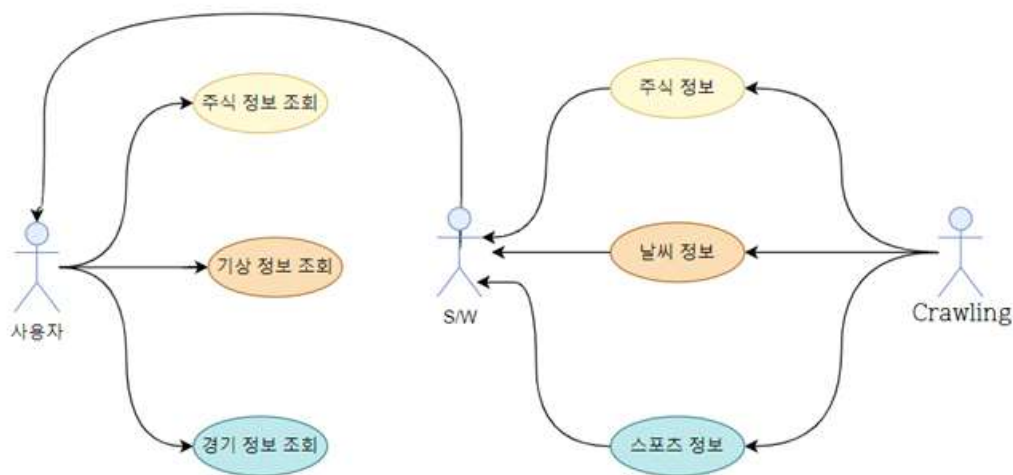 주식 정보 조회
주식 정보
기상 정보 조회
날씨 정보
사용자
S/W
Crawling
경기 정보 조회
스포즈 정보